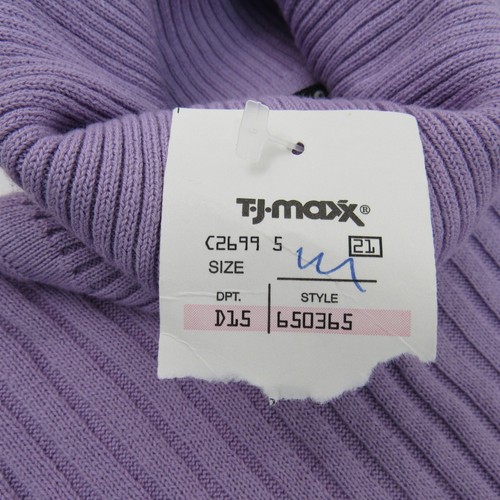 T·J·maxx®
C2699 5 21
SIZE M
DPT. STYLE
D15 650365